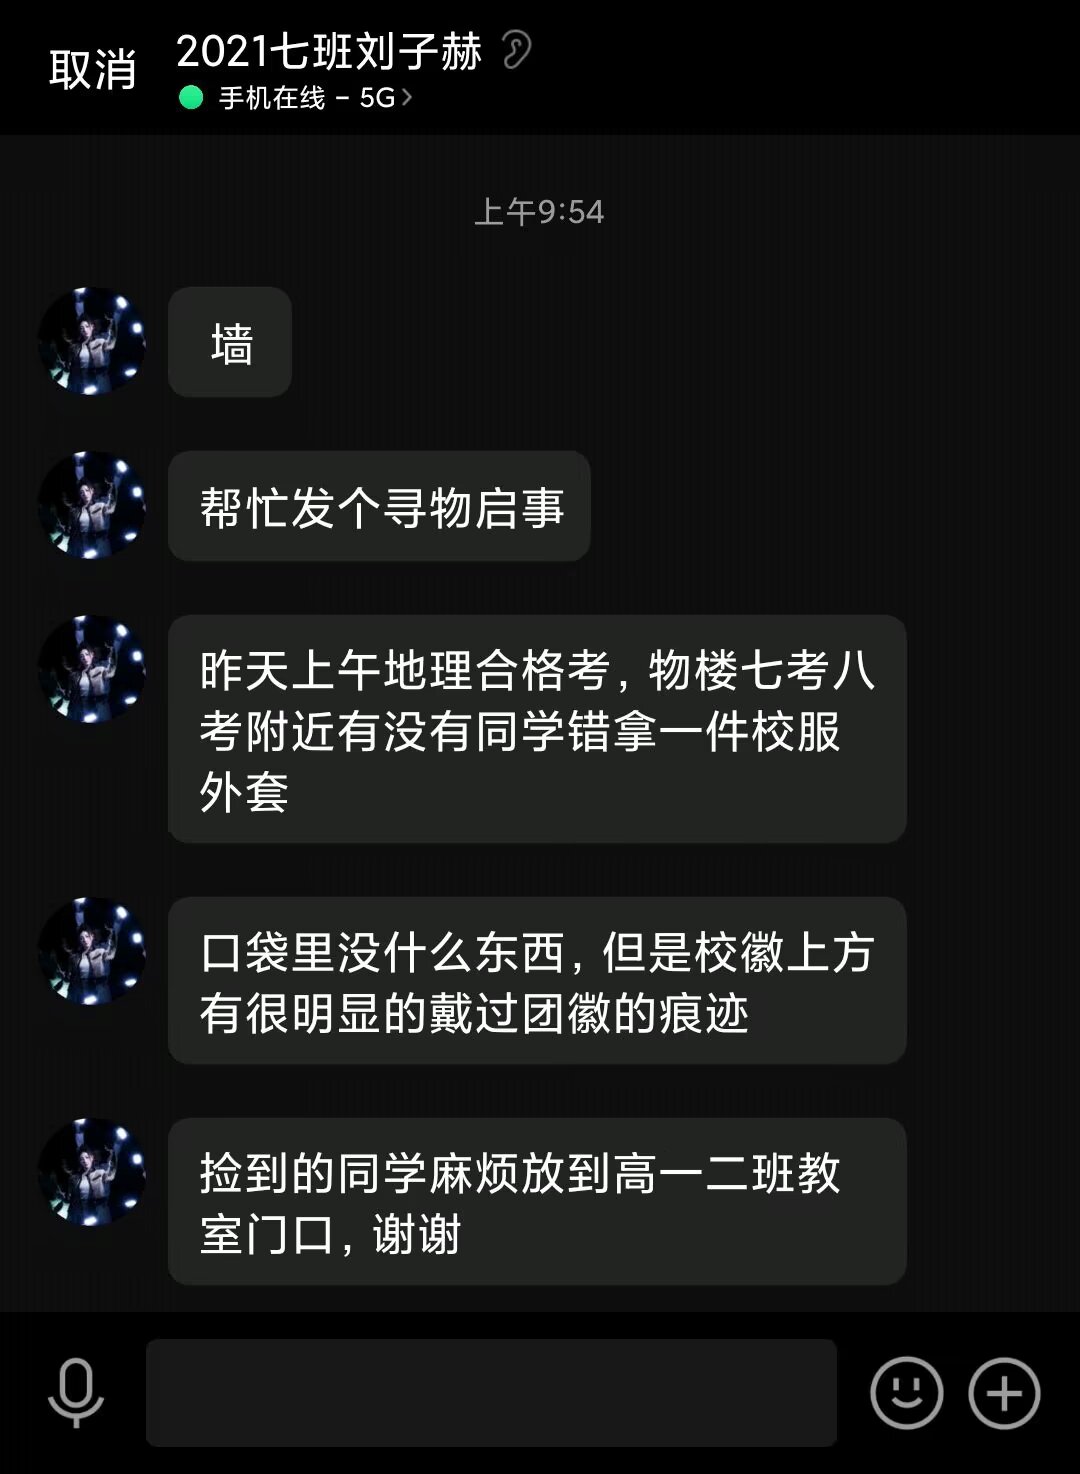 取消
2021七班刘子赫
手机在线 – 5G
上午9:54
墙
帮忙发个寻物启事
昨天上午地理合格考，物楼七考八
考附近有没有同学错拿一件校服
外套
口袋里没什么东西，但是校徽上方
有很明显的戴过团徽的痕迹
捡到的同学麻烦放到高一二班教
室门口，谢谢